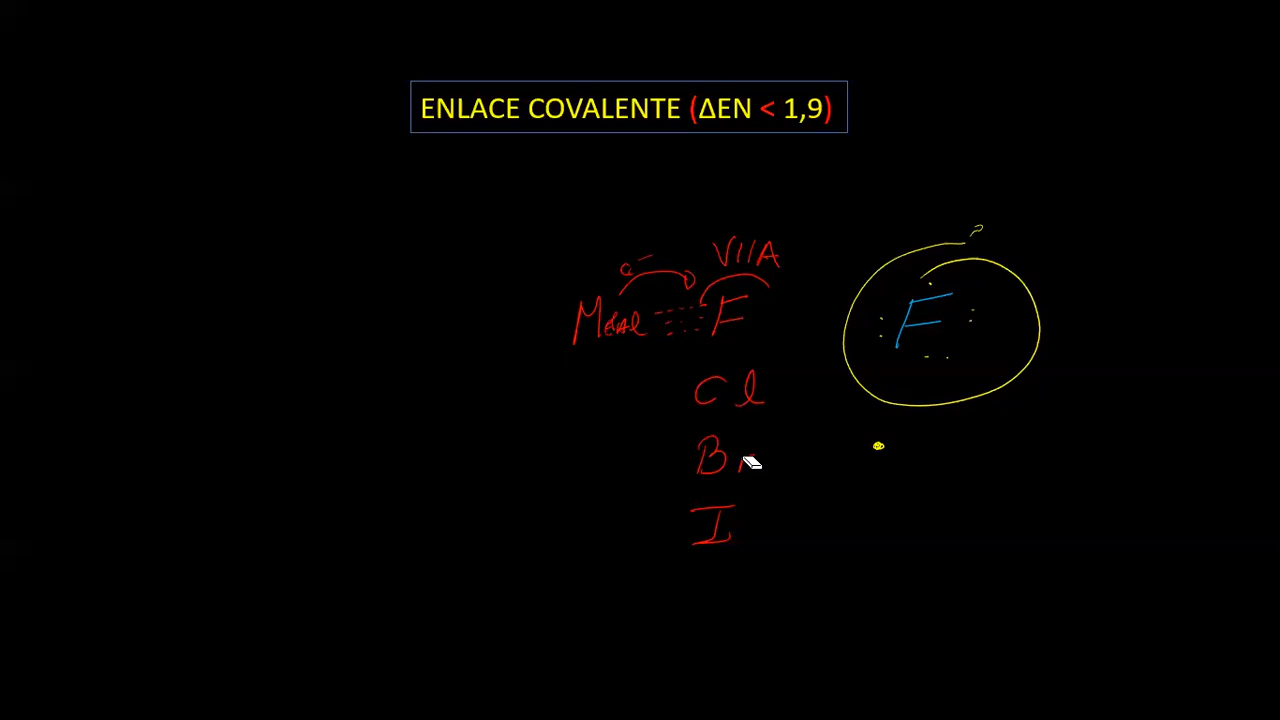 ENLACE COVALENTE (ΔEN < 1,9)
VIIA
e-
Metal F
F
Cl
Br
I